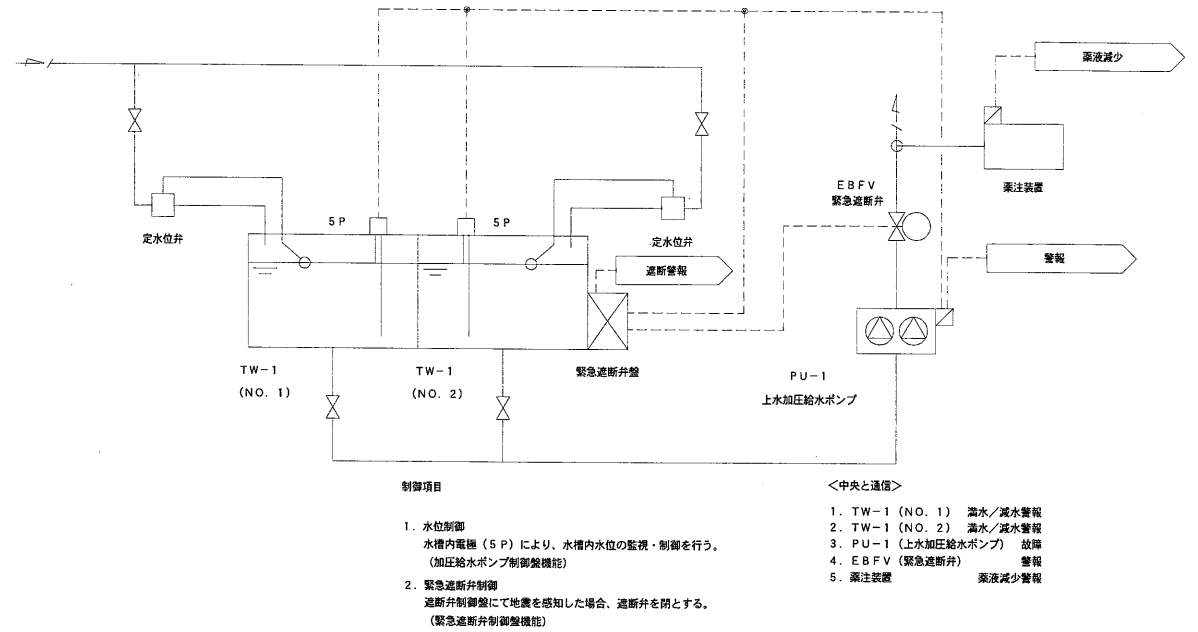 薬液減少
EBFV
緊急遮断弁
薬注装置
5P
5P
定水位弁
定水位弁
遮断警報
警報
TW-1
(NO. 1)
TW-1
(NO. 2)
緊急遮断弁盤
PU-1
上水加圧給水ポンプ
制御項目
1. 水位制御
水槽内電極(5P)により、水槽内水位の監視・制御を行う。
(加圧給水ポンプ制御盤機能)
2. 緊急遮断弁制御
遮断弁制御盤にて地震を感知した場合、遮断弁を閉とする。
(緊急遮断弁制御盤機能)
<中央と通信>
1. TW-1(NO. 1) 満水/減水警報
2. TW-1(NO. 2) 満水/減水警報
3. PU-1(上水加圧給水ポンプ) 故障
4. EBFV(緊急遮断弁) 警報
5. 薬注装置 薬液減少警報